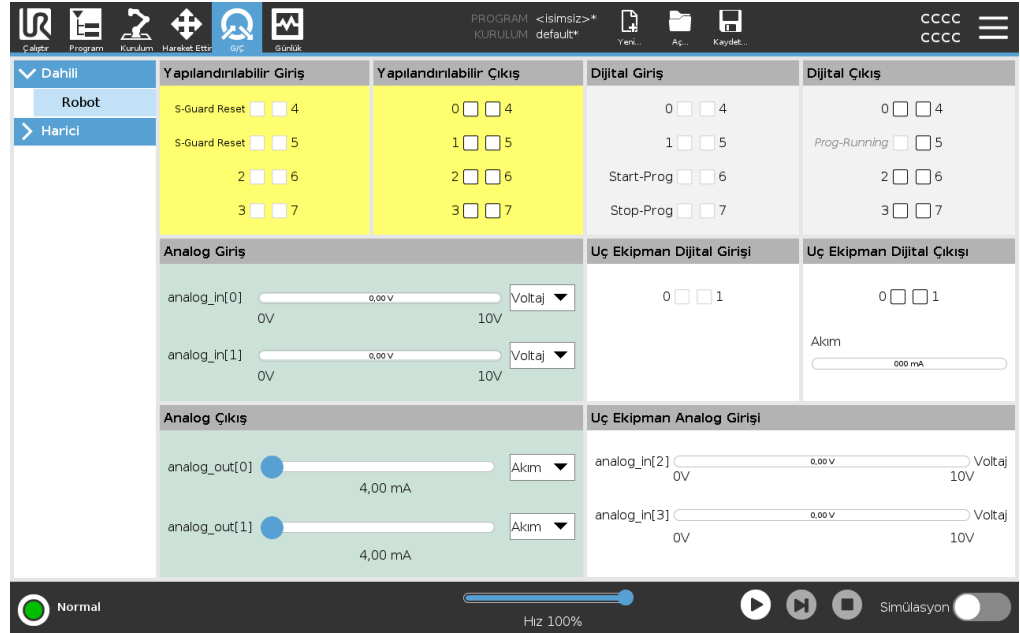 UR
PROGRAM <isimsiz>*
KURULUM default*
CCCC
CCCC
Çalıştır Program Kurulum Hareket Ettir G/Ç Günlük Yeni... Aç... Kaydet...
Dahili
Robot
Harici
Yapılandırılabilir Giriş
S-Guard Reset 4
S-Guard Reset 5
2 6
3 7
Yapılandırılabilir Çıkış
0 4
1 5
2 6
3 7
Dijital Giriş
0 4
1 5
Start-Prog 6
Stop-Prog 7
Dijital Çıkış
0 4
Prog-Running 5
2 6
3 7
Analog Giriş
analog_in[0] 0,00 V Voltaj
0V 10V
analog_in[1] 0,00 V Voltaj
0V 10V
Uç Ekipman Dijital Girişi
0 1
Uç Ekipman Dijital Çıkışı
0 1
Akım
000 mA
Analog Çıkış
analog_out[0] Akım
4,00 mA
analog_out[1] Akım
4,00 mA
Uç Ekipman Analog Girişi
analog_in[2] 0,00 V Voltaj
0V 10V
analog_in[3] 0,00 V Voltaj
0V 10V
Normal
Hız 100%
Simülasyon